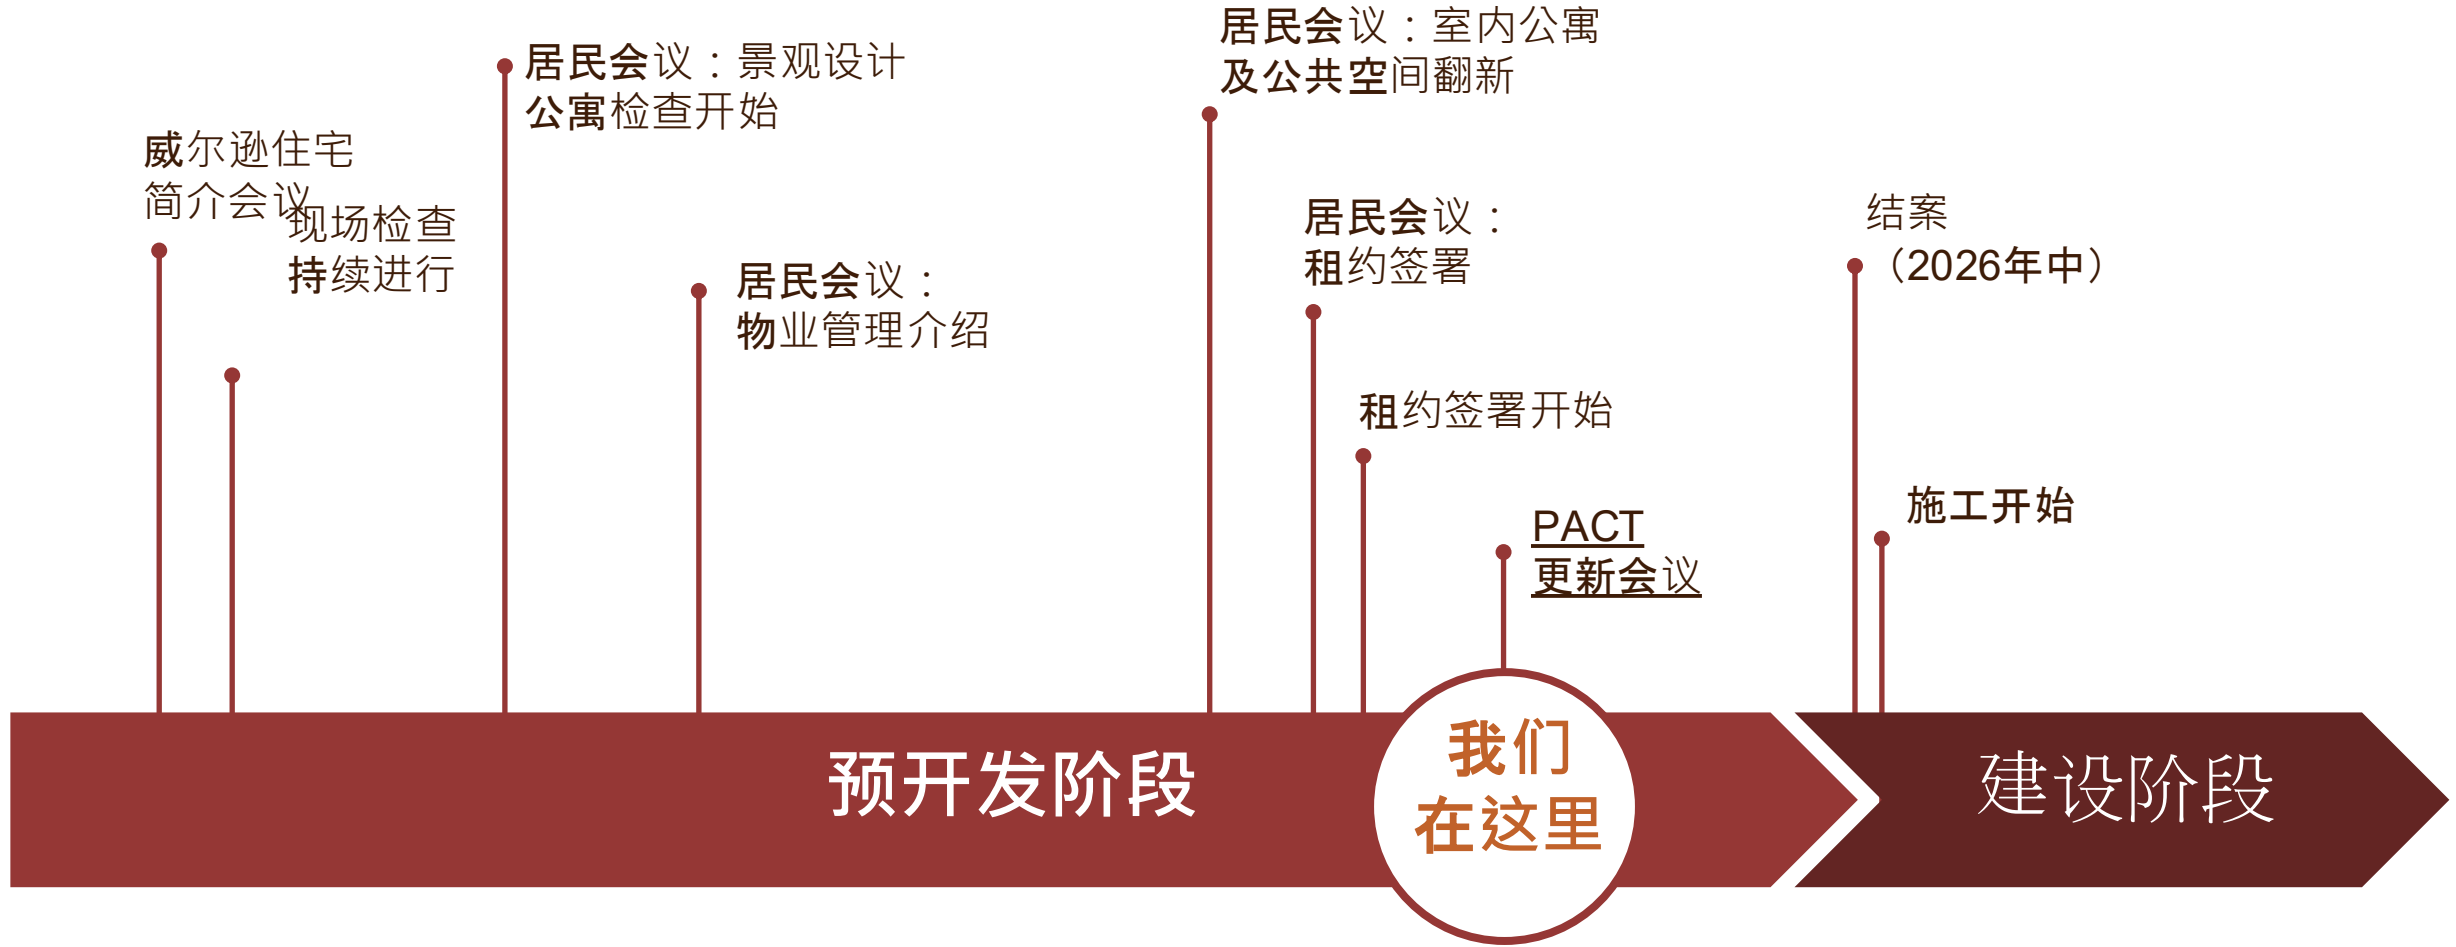 威尔逊住宅
简介会议
现场检查
持续进行
居民会议：景观设计
公寓检查开始
居民会议：
物业管理介绍
居民会议：室内公寓
及公共空间翻新
居民会议：
租约签署
租约签署开始
PACT
更新会议
结案
（2026年中）
施工开始
预开发阶段
我们
在这里
建设阶段